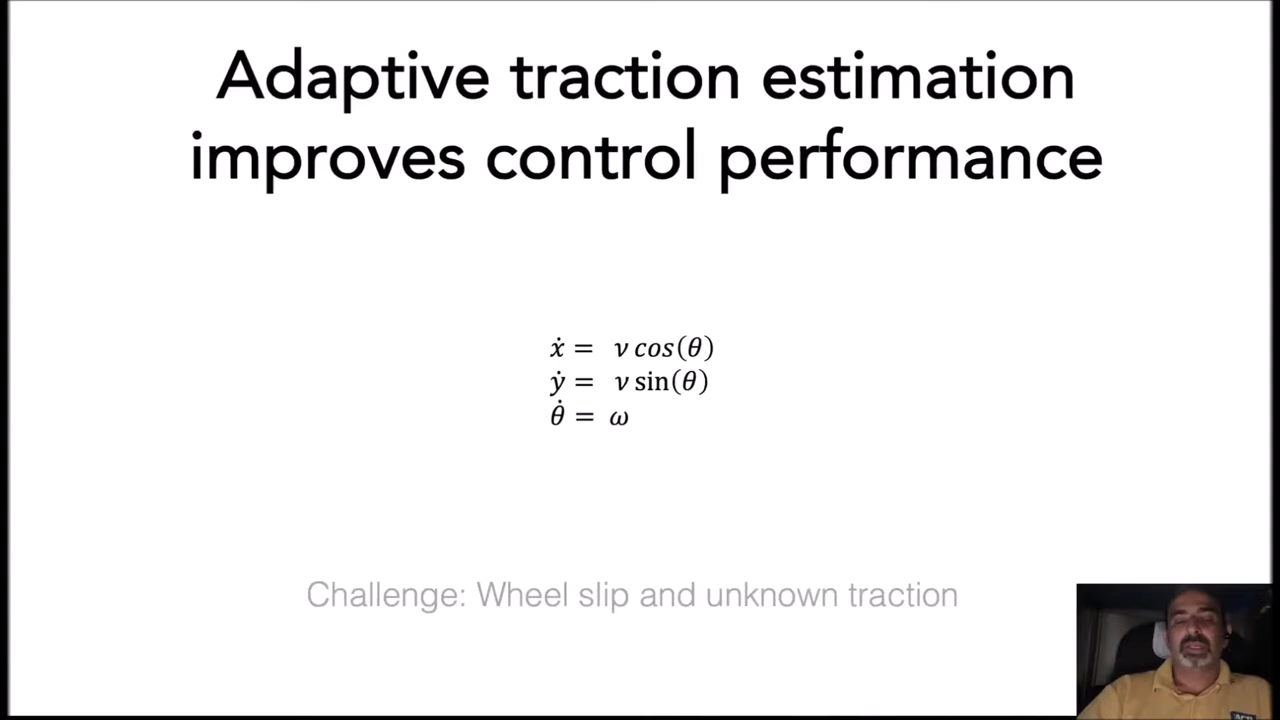 Adaptive traction estimation
improves control performance
ẋ = ν cos(θ)
ẏ = ν sin(θ)
θ̇ = ω
Challenge: Wheel slip and unknown traction